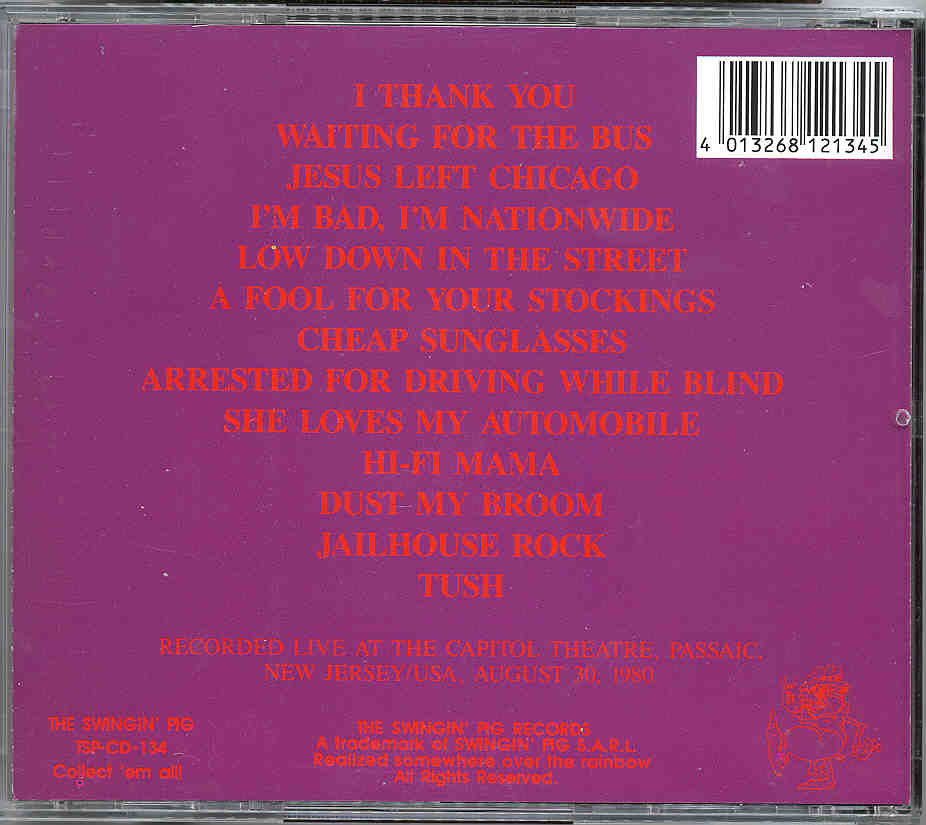 4 013268 121345
I THANK YOU
WAITING FOR THE BUS
JESUS LEFT CHICAGO
I'M BAD, I'M NATIONWIDE
LOW DOWN IN THE STREET
A FOOL FOR YOUR STOCKINGS
CHEAP SUNGLASSES
ARRESTED FOR DRIVING WHILE BLIND
SHE LOVES MY AUTOMOBILE
HI-FI MAMA
DUST MY BROOM
JAILHOUSE ROCK
TUSH
RECORDED LIVE AT THE CAPITOL THEATRE, PASSAIC,
NEW JERSEY/USA, AUGUST 30, 1980
THE SWINGIN' PIG
TSP-CD-134
Collect 'em all!
THE SWINGIN' PIG RECORDS
A trademark of SWINGIN' PIG S.A.R.L.
Realized somewhere over the rainbow
All Rights Reserved.